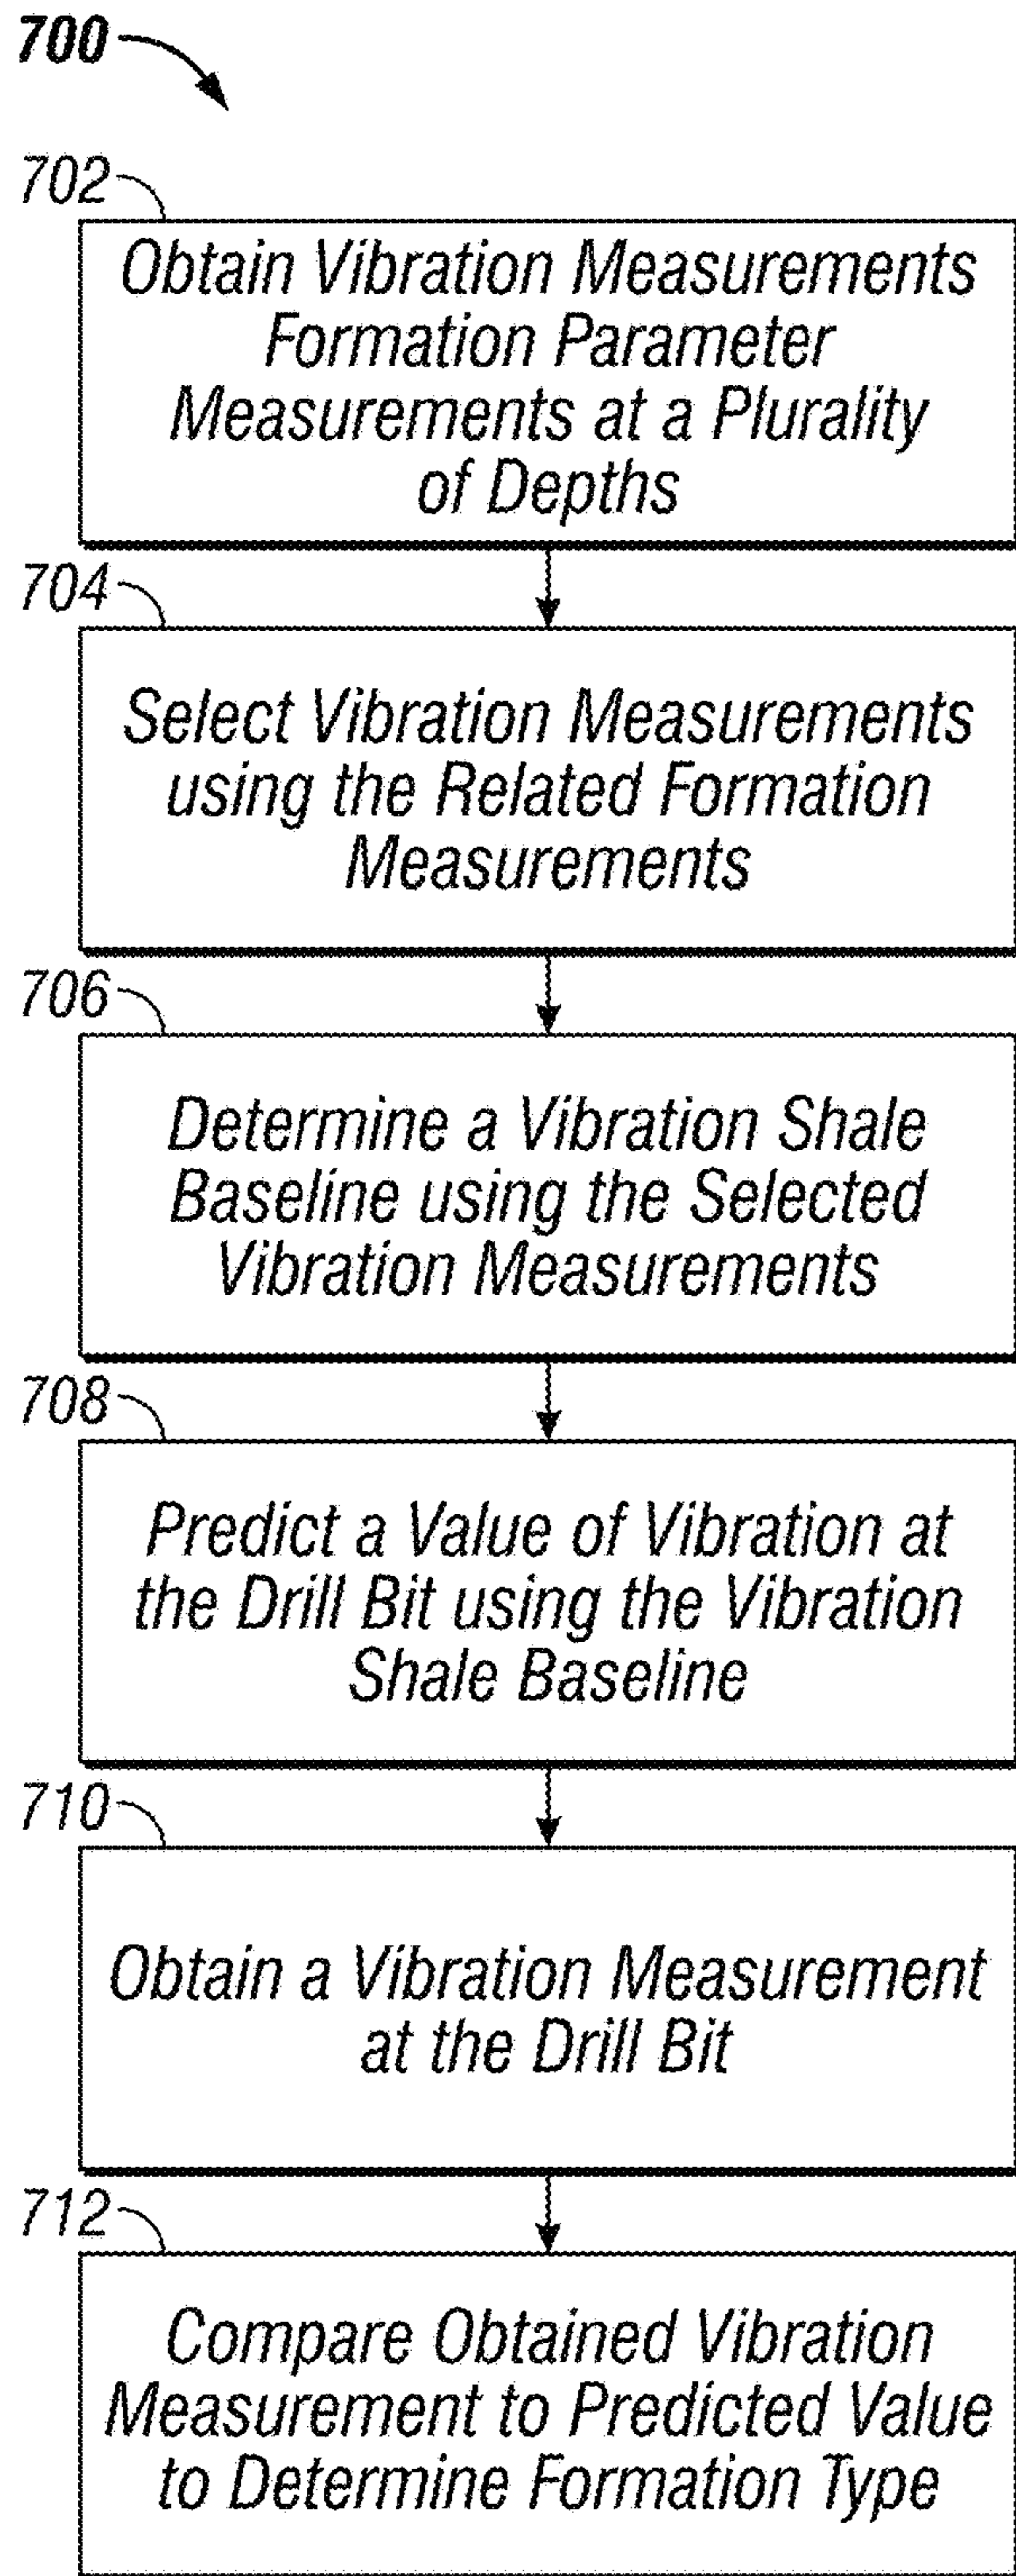 700
702
Obtain Vibration Measurements
Formation Parameter
Measurements at a Plurality
of Depths
704
Select Vibration Measurements
using the Related Formation
Measurements
706
Determine a Vibration Shale
Baseline using the Selected
Vibration Measurements
708
Predict a Value of Vibration at
the Drill Bit using the Vibration
Shale Baseline
710
Obtain a Vibration Measurement
at the Drill Bit
712
Compare Obtained Vibration
Measurement to Predicted Value
to Determine Formation Type